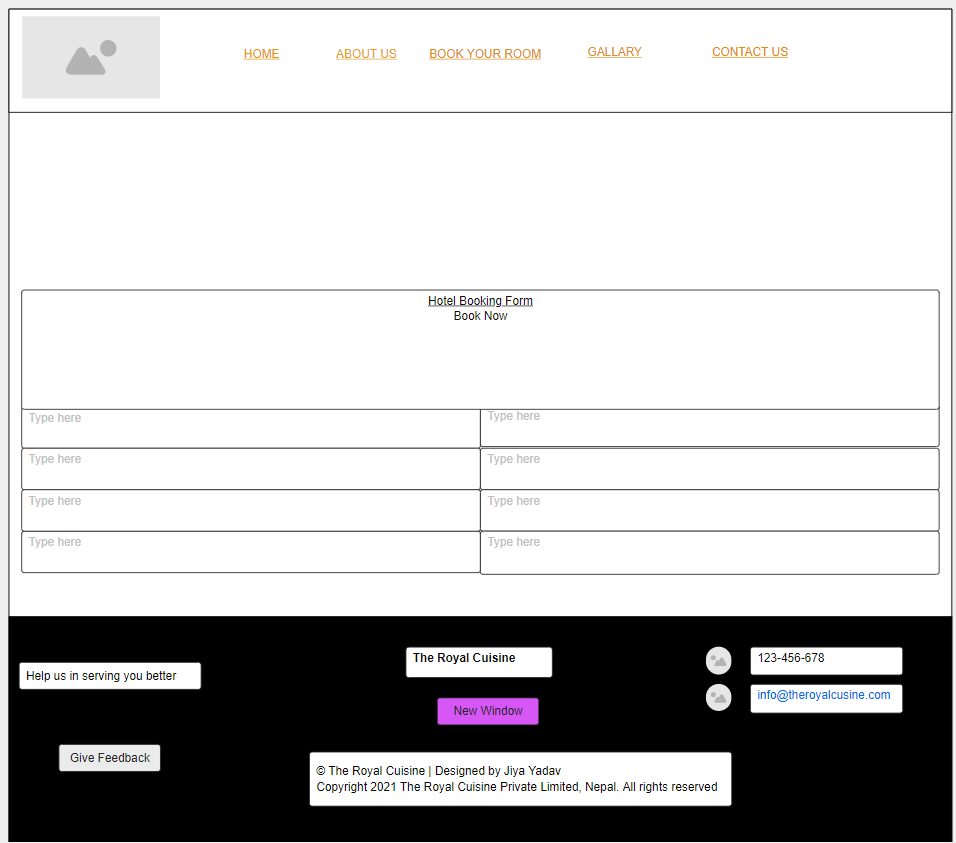 HOME
ABOUT US
BOOK YOUR ROOM
GALLARY
CONTACT US
Hotel Booking Form
Book Now
Type here
Type here
Type here
Type here
Type here
Type here
Type here
Type here
Help us in serving you better
Give Feedback
The Royal Cuisine
New Window
123-456-678
info@theroyalcusine.com
© The Royal Cuisine | Designed by Jiya Yadav
Copyright 2021 The Royal Cuisine Private Limited, Nepal. All rights reserved